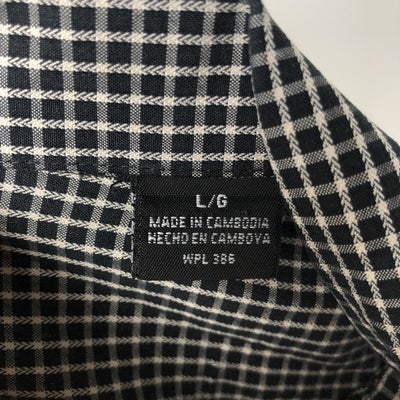 L/G
MADE IN CAMBODIA
HECHO EN CAMBOYA
WPL 386